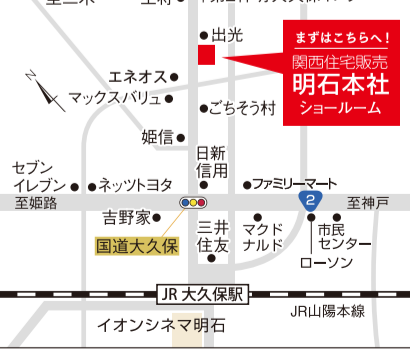 出光
まずはこちらへ!
関西住宅販売
明石本社
ショールーム
N
エネオス
マックスバリュ
ごちそう村
姫信
日新
信用
セブン
イレブン
ネッツトヨタ
ファミリーマート
至姫路
2
至神戸
吉野家
国道大久保
三井
住友
マクド
ナルド
市民
センター
ローソン
JR 大久保駅
JR山陽本線
イオンシネマ明石